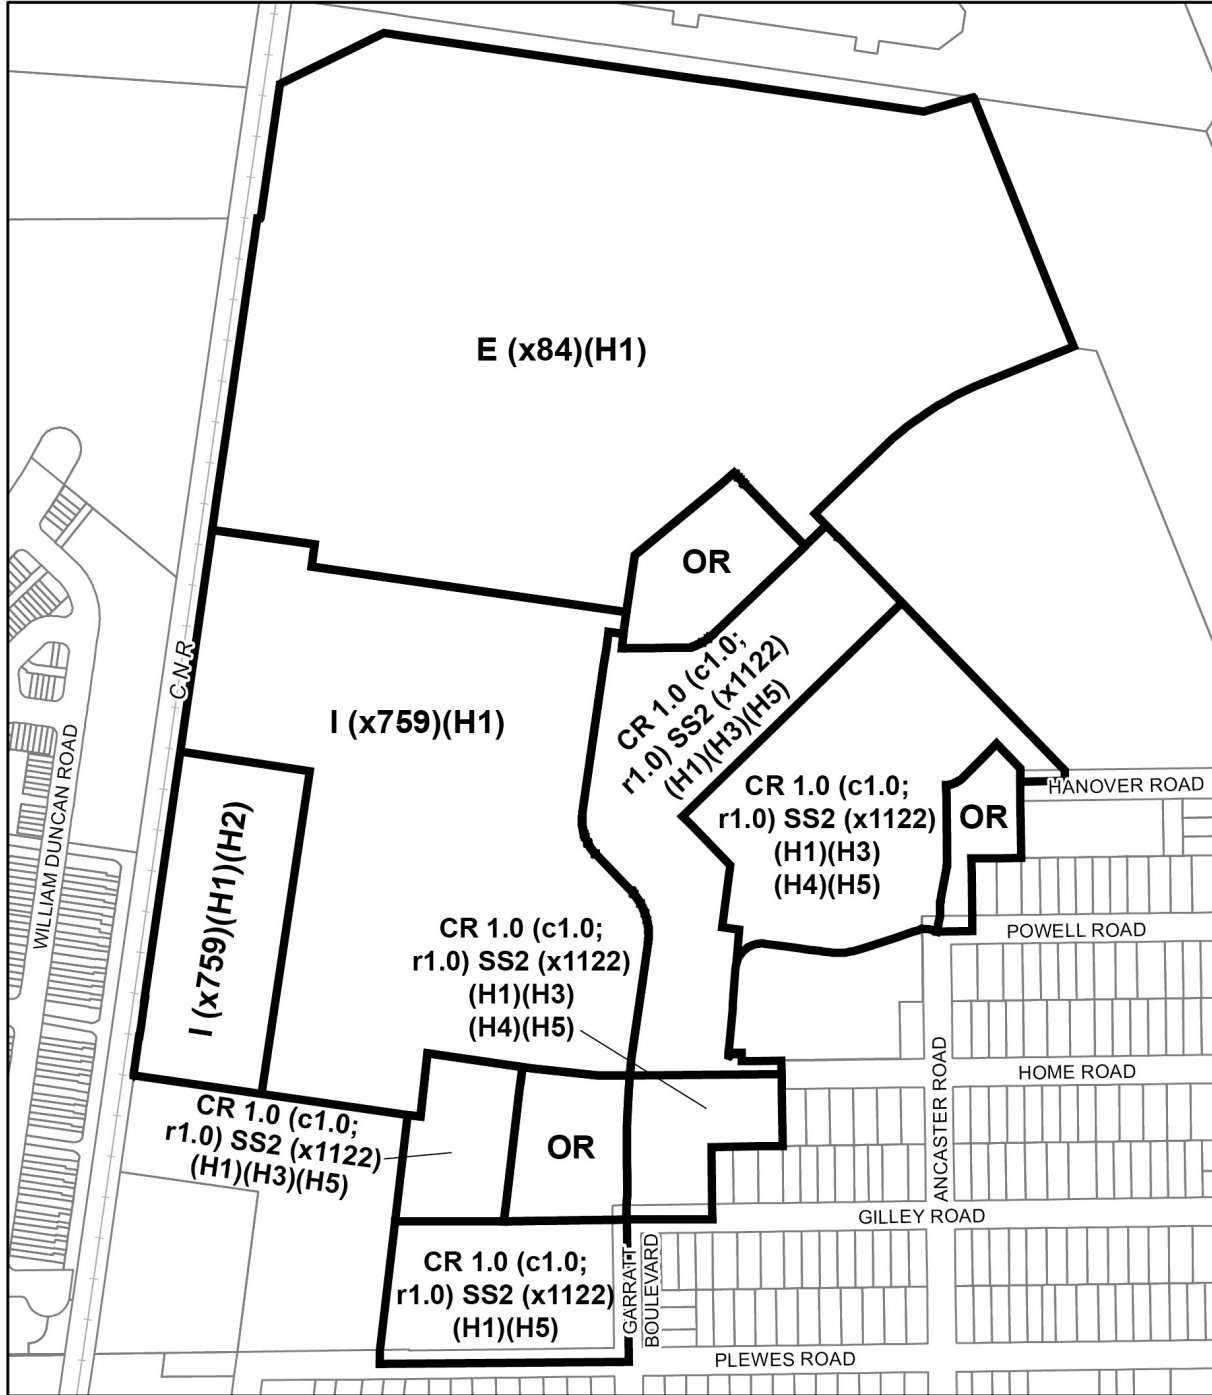 E (x84)(H1)
OR
CR 1.0 (c1.0;
r1.0) SS2 (x1122)
(H1)(H3)(H5)
C N R
I (x759)(H1)
WILLIAM DUNCAN ROAD
I (x759)(H1)(H2)
CR 1.0 (c1.0;
r1.0) SS2 (x1122)
(H1)(H3)
(H4)(H5)
OR
HANOVER ROAD
POWELL ROAD
CR 1.0 (c1.0;
r1.0) SS2 (x1122)
(H1)(H3)
(H4)(H5)
HOME ROAD
ANCASTER ROAD
CR 1.0 (c1.0;
r1.0) SS2 (x1122)
(H1)(H3)(H5)
OR
GILLEY ROAD
CR 1.0 (c1.0;
r1.0) SS2 (x1122)
(H1)(H5)
GARRATT
BOULEVARD
PLEWES ROAD